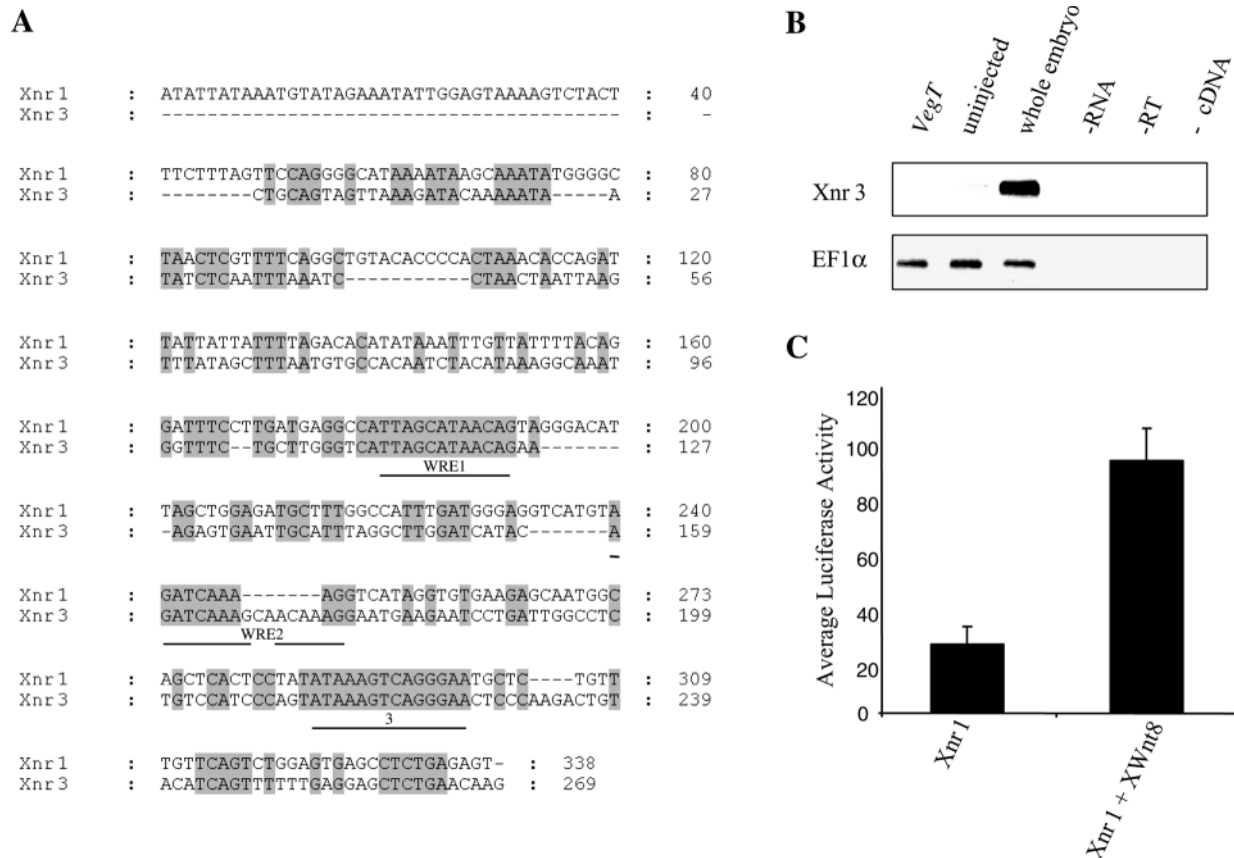 A
Xnr1 : ATATTATAAATGTATAGAAATATTGGAGTAAAAGTCTACT : 40
Xnr3 : ---------------------------------------- : -
Xnr1 : TTCTTTAGTTCCAGGGGCATAAAATAAGCAAATATGGGGC : 80
Xnr3 : --------CTGCAGTAGTTAAAGATACAAAAATA-----A : 27
Xnr1 : TAACTCGTTTTCAGGCTGTACACCCCACTAAACACCAGAT : 120
Xnr3 : TATCTCAATTTAAATC-----------CTAACTAATTAAG : 56
Xnr1 : TATTATTATTTTAGACACATATAAATTTGTTATTTTACAG : 160
Xnr3 : TTTATAGCTTTAATGTGCCACAATCTACATAAAGGCAAAT : 96
Xnr1 : GATTTCCTTGATGAGGCCATTAGCATAACAGTAGGGACAT : 200
Xnr3 : GGTTTC--TGCTTGGGTCATTAGCATAACAGAA------- : 127
WRE1
Xnr1 : TAGCTGGAGATGCTTTGGCCATTTGATGGGAGGTCATGTA : 240
Xnr3 : -AGAGTGAATTGCATTTAGGCTTGGATCATAC-------A : 159
Xnr1 : GATCAAA-------AGGTCATAGGTGTGAAGAGCAATGGC : 273
Xnr3 : GATCAAAGCAACAAAGGAATGAAGAATCCTGATTGGCCTC : 199
WRE2
Xnr1 : AGCTCACTCCTATATAAAGTCAGGGAATGCTC----TGTT : 309
Xnr3 : TGTCCATCCCAGTATAAAGTCAGGGAACTCCCAAGACTGT : 239
3
Xnr1 : TGTTCAGTCTGGAGTGAGCCTCTGAGAGT- : 338
Xnr3 : ACATCAGTTTTTTGAGGAGCTCTGAACAAG : 269
B
VegT uninjected whole embryo -RNA -RT - cDNA
Xnr 3
EF1α
C
Average Luciferase Activity
120
100
80
60
40
20
0
Xnr1
Xnr 1 + XWnt8